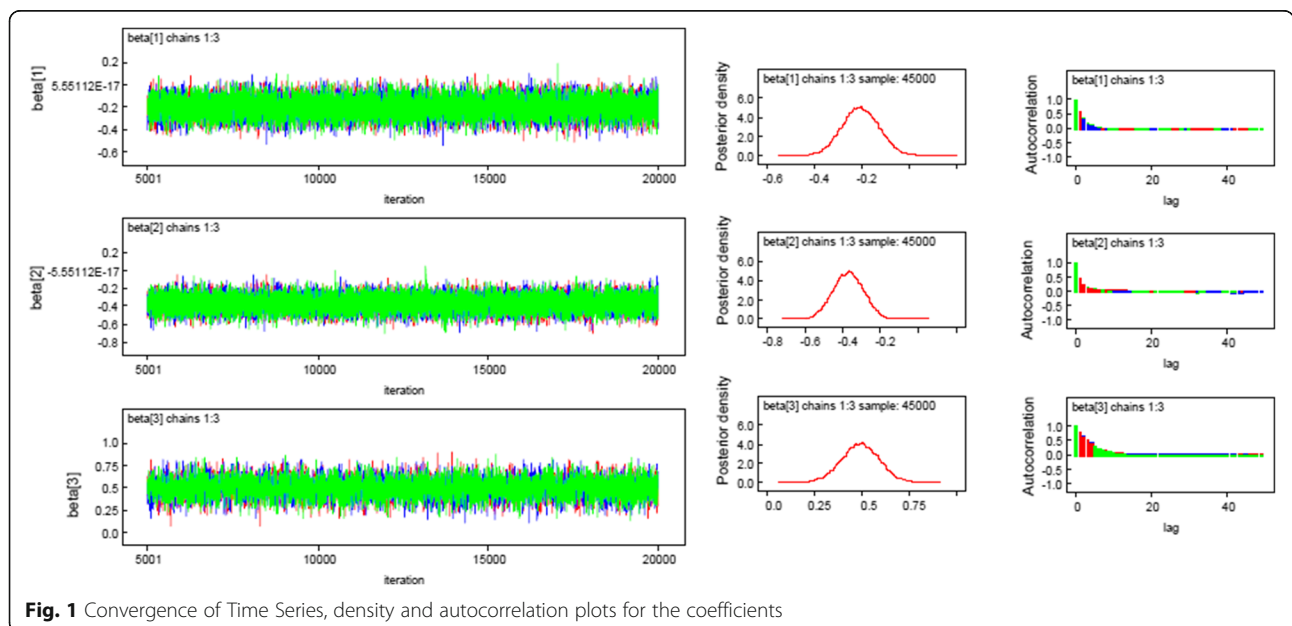 beta[1] chains 1:3
beta[1]
0.2
5.55112E-17
-0.2
-0.4
-0.6
5001 10000 15000 20000
iteration
beta[1] chains 1:3 sample: 45000
Posterior density
6.0
4.0
2.0
0.0
-0.6 -0.4 -0.2
beta[1] chains 1:3
Autocorrelation
1.0
0.5
0.0
-0.5
-1.0
0 20 40
lag
beta[2] chains 1:3
beta[2]
0.2
-5.55112E-17
-0.2
-0.4
-0.6
-0.8
5001 10000 15000 20000
iteration
beta[2] chains 1:3 sample: 45000
Posterior density
6.0
4.0
2.0
0.0
-0.8 -0.6 -0.4 -0.2
beta[2] chains 1:3
Autocorrelation
1.0
0.5
0.0
-0.5
-1.0
0 20 40
lag
beta[3] chains 1:3
beta[3]
1.0
0.75
0.5
0.25
0.0
5001 10000 15000 20000
iteration
beta[3] chains 1:3 sample: 45000
Posterior density
6.0
4.0
2.0
0.0
0.0 0.25 0.5 0.75
beta[3] chains 1:3
Autocorrelation
1.0
0.5
0.0
-0.5
-1.0
0 20 40
lag
Fig. 1 Convergence of Time Series, density and autocorrelation plots for the coefficients